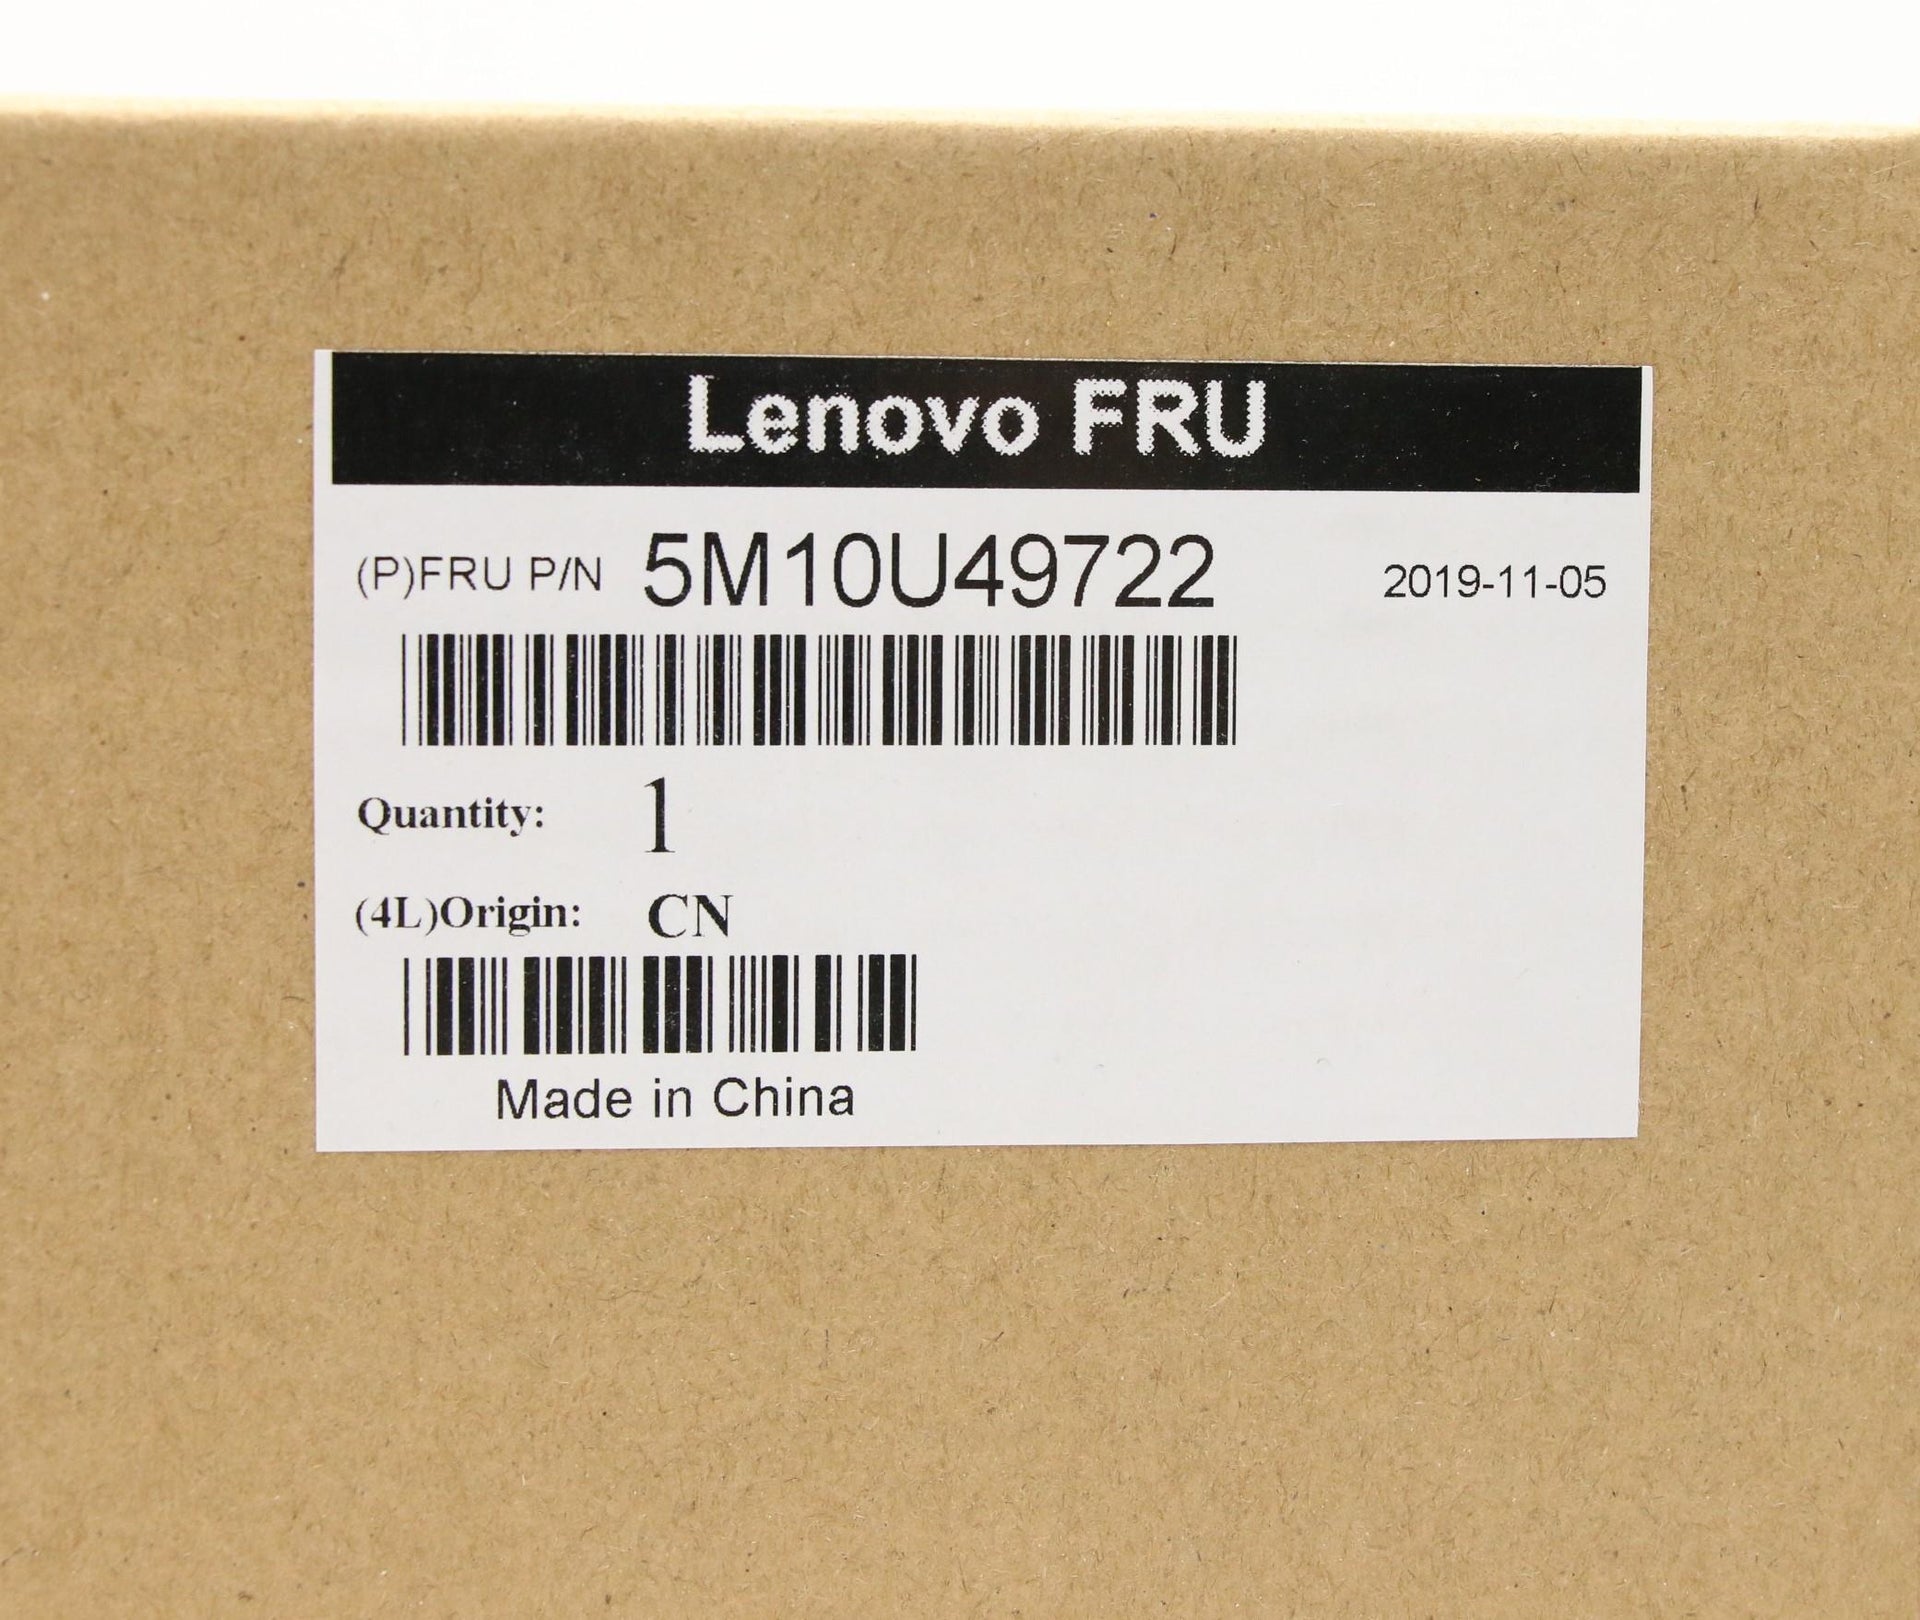 Lenovo FRU
(P)FRU P/N 5M10U49722 2019-11-05
Quantity: 1
(4L)Origin: CN
Made in China